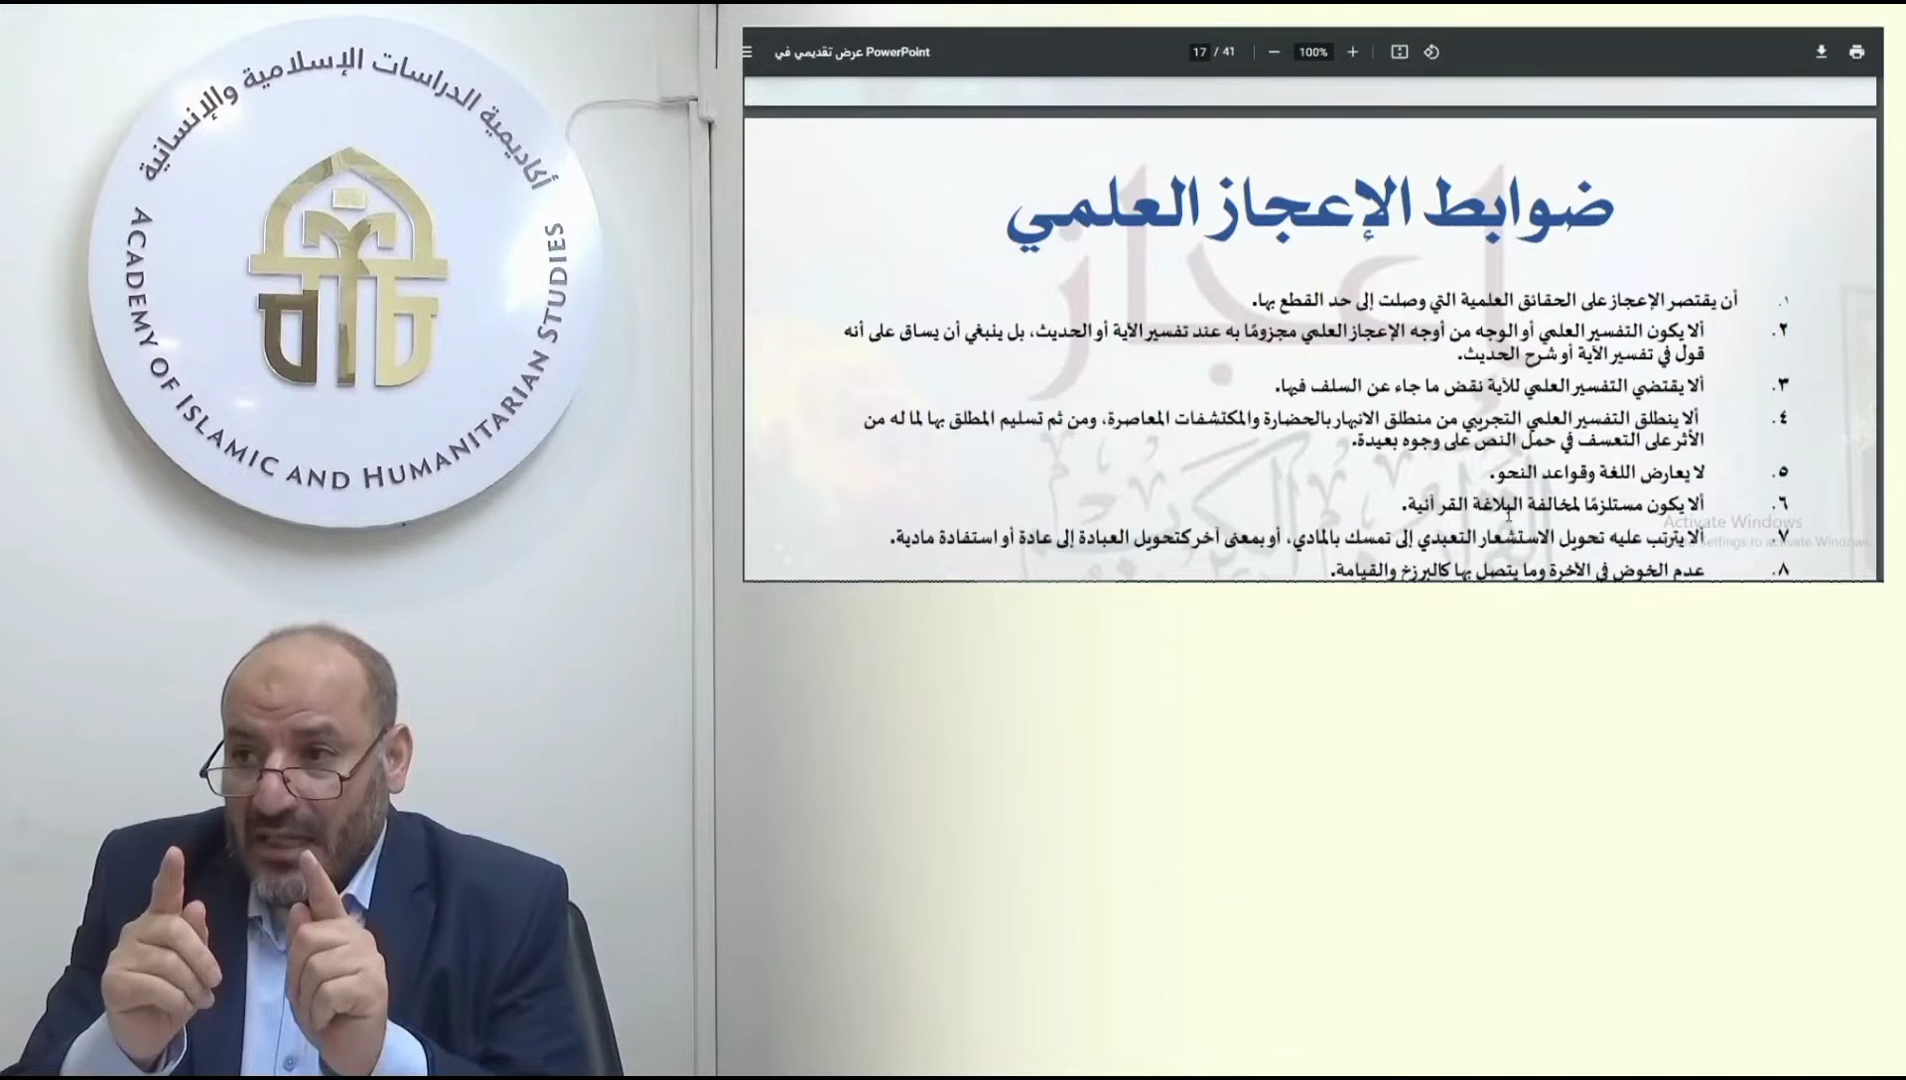 أكاديمية الدراسات الإسلامية والإنسانية
ACADEMY OF ISLAMIC AND HUMANITARIAN STUDIES
عرض تقديمي في PowerPoint
17 / 41
100%
ضوابط الإعجاز العلمي
١. أن يقتصر الإعجاز على الحقائق العلمية التي وصلت إلى حد القطع بها.
٢. ألا يكون التفسير العلمي أو الوجه من أوجه الإعجاز العلمي مجزومًا به عند تفسير الآية أو الحديث، بل ينبغي أن يساق على أنه
قول في تفسير الآية أو شرح الحديث.
٣. ألا يقتضي التفسير العلمي للآية نقض ما جاء عن السلف فيها.
٤. ألا ينطلق التفسير العلمي التجريبي من منطلق الانبهار بالحضارة والمكتشفات المعاصرة، ومن ثم تسليم المطلق بها لما له من
الأثر على التعسف في حمل النص على وجوه بعيدة.
٥. لا يعارض اللغة وقواعد النحو.
٦. ألا يكون مستلزمًا لمخالفة البلاغة القرآنية.
٧. ألا يترتب عليه تحويل الاستشعار التعبدي إلى تمسك بالمادي، أو بمعنى آخر كتحويل العبادة إلى عادة أو استفادة مادية.
٨. عدم الخوض في الآخرة وما يتصل بها كالبرزخ والقيامة.
إعجاز
Activate Windows
settings to activate Windows